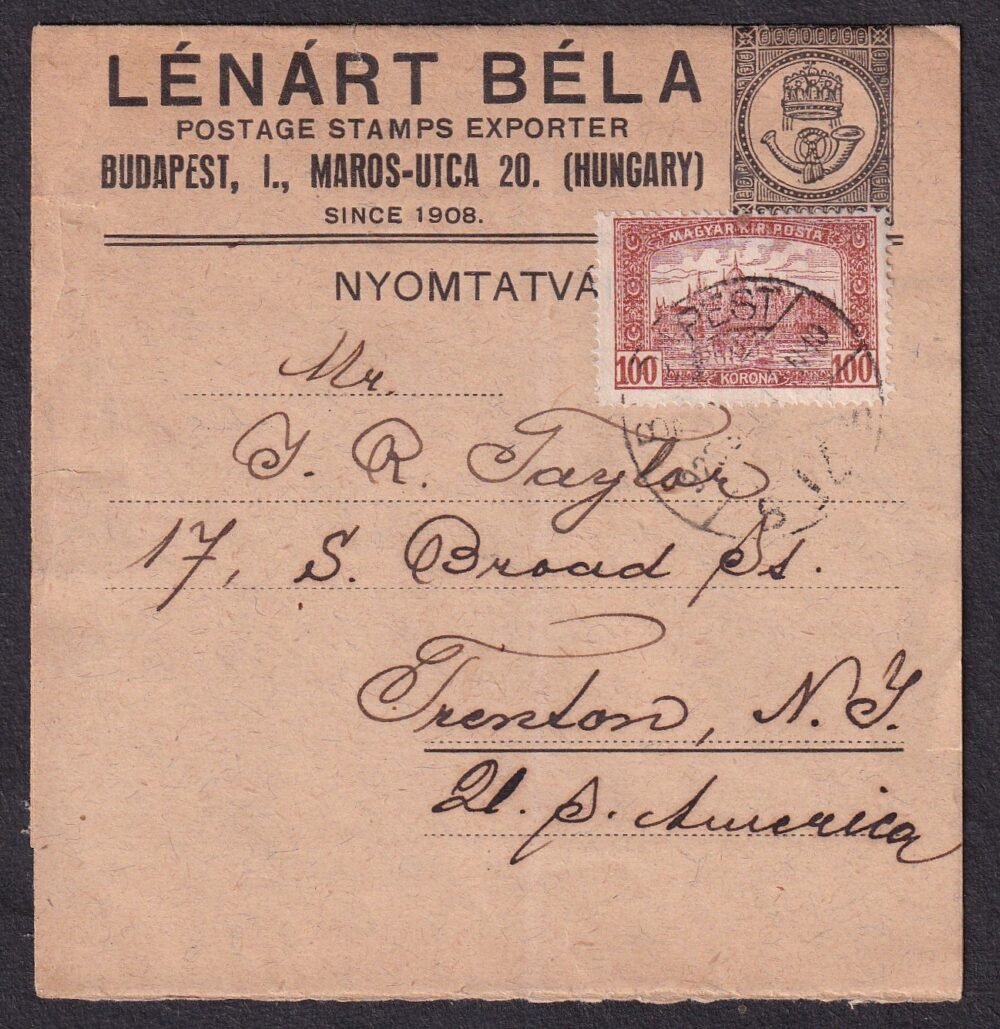 LÉNÁRT BÉLA
POSTAGE STAMPS EXPORTER
BUDAPEST, I., MAROS-UTCA 20. (HUNGARY)
SINCE 1908.
MAGYAR KIR. POSTA
100 KORONA 100
NYOMTATVÁ
PEST
Mr.
T. R. Taylor
17, S. Broad St.
Trenton, N. J.
U. S. America